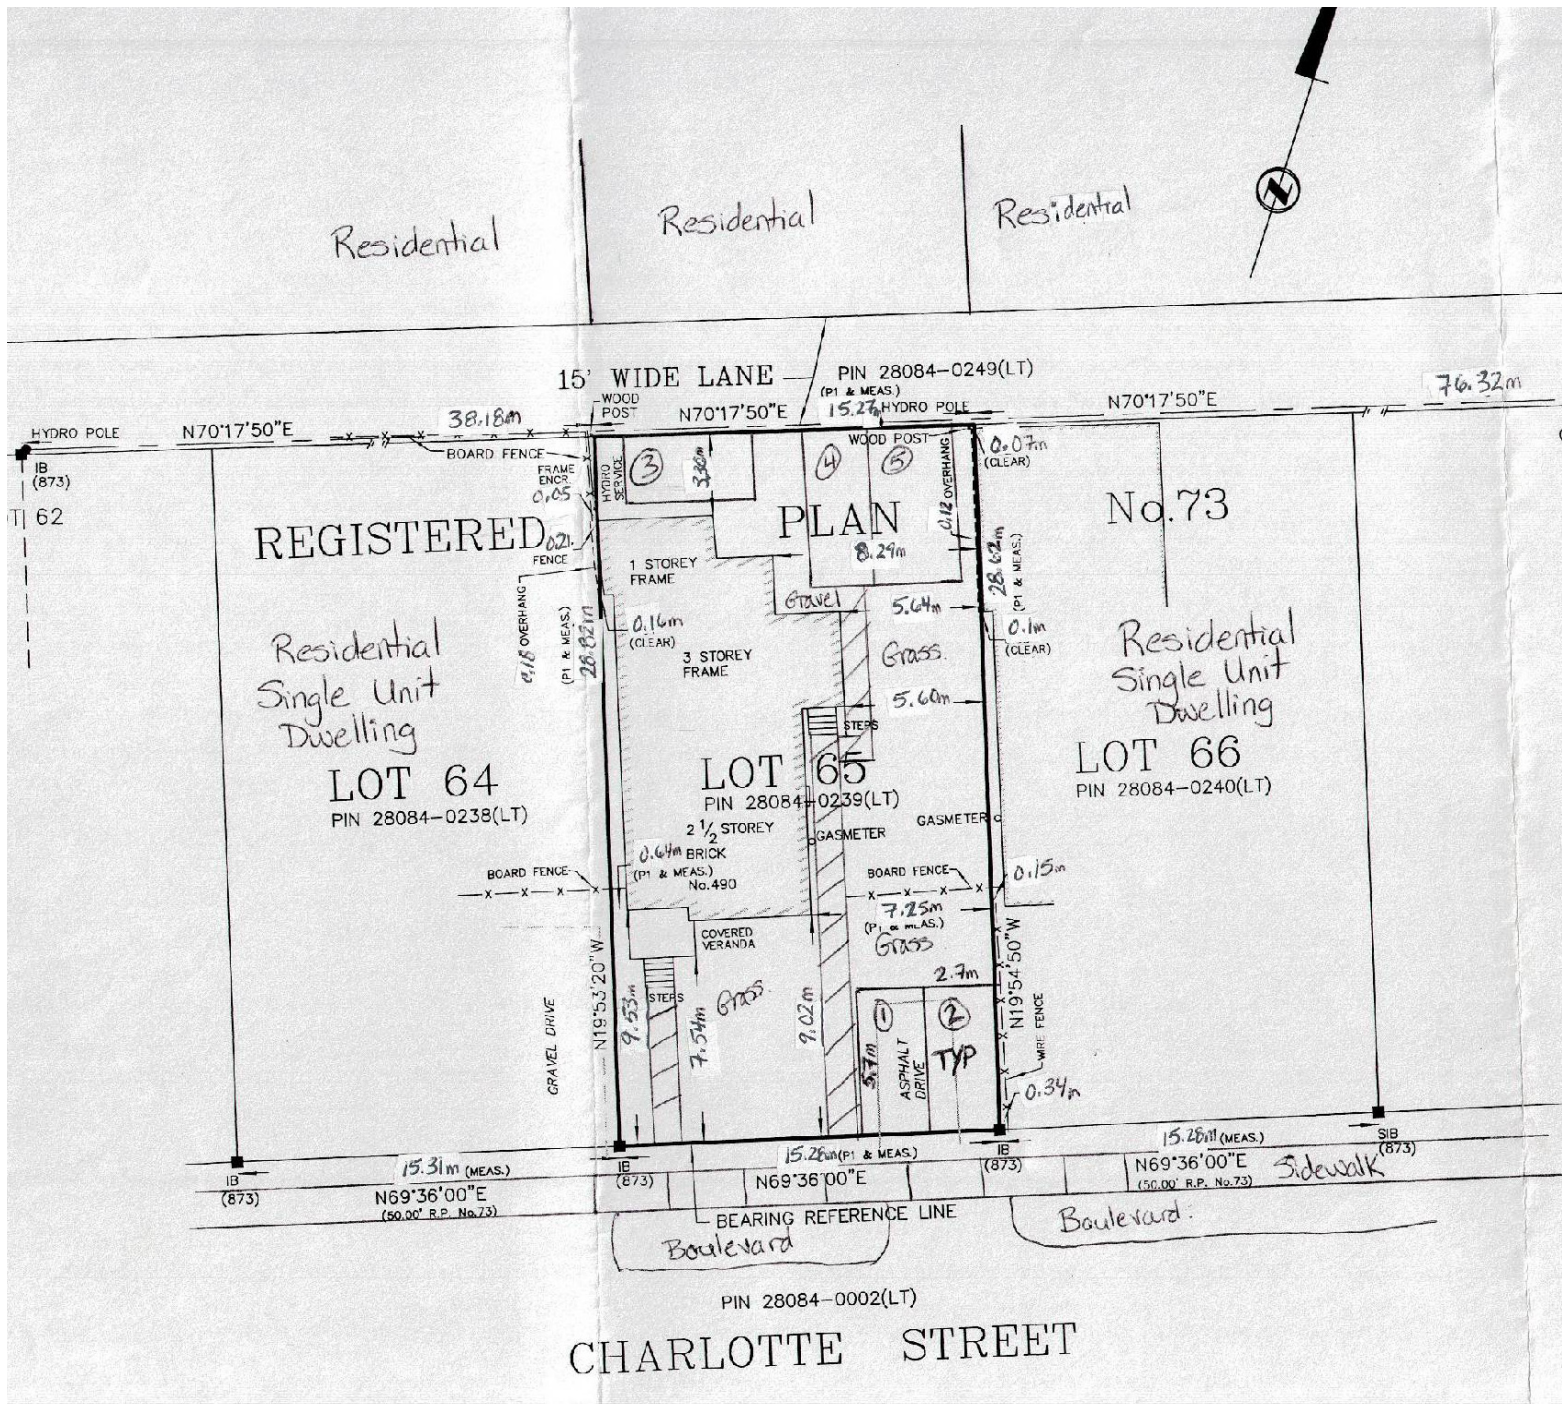 Residential
Residential
Residential
N
15' WIDE LANE
PIN 28084-0249(LT)
(P1 & MEAS.)
76.32m
WOOD
POST
N70°17'50"E
15.27m
HYDRO POLE
N70°17'50"E
38.18m
HYDRO POLE
N70°17'50"E
BOARD FENCE
WOOD POST
0.07m
(CLEAR)
IB
(873)
FRAME
ENCR.
0.05
HYDRO
SERVICE
3
3.30m
4
5
0.12 OVERHANG
62
REGISTERED
PLAN
No.73
0.21
FENCE
8.29m
28.62m
(P1 & MEAS.)
1 STOREY
FRAME
Gravel
5.64m
0.18 OVERHANG
(P1 & MEAS.)
28.82m
0.16m
(CLEAR)
0.1m
(CLEAR)
3 STOREY
FRAME
Grass
Residential
Single Unit
Dwelling
Residential
Single Unit
Dwelling
5.60m
STEPS
LOT 64
PIN 28084-0238(LT)
LOT 65
PIN 28084-0239(LT)
LOT 66
PIN 28084-0240(LT)
2 1/2 STOREY
BRICK
No.490
GASMETER
GASMETER
0.64m
(P1 & MEAS.)
BOARD FENCE
BOARD FENCE
0.15m
7.25m
(P1 & MEAS.)
Grass
COVERED
VERANDA
2.7m
N19°53'20"W
N19°54'50"W
STEPS
Grass
GRAVEL DRIVE
9.53m
7.54m
9.02m
1
2
5.7m
ASPHALT
DRIVE
TYP
WIRE FENCE
0.34m
15.31m (MEAS.)
15.28m (P1 & MEAS.)
15.28m (MEAS.)
IB
(873)
IB
(873)
IB
(873)
SIB
(873)
N69°36'00"E
(50.00' R.P. No.73)
N69°36'00"E
N69°36'00"E
(50.00' R.P. No.73)
Sidewalk
BEARING REFERENCE LINE
Boulevard
Boulevard.
PIN 28084-0002(LT)
CHARLOTTE STREET